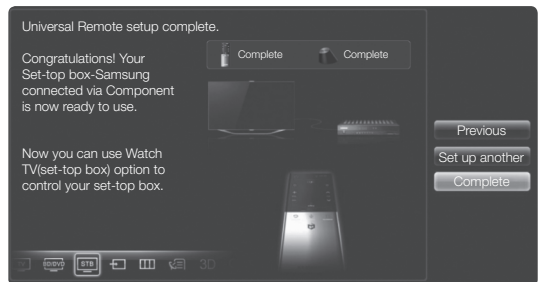 Universal Remote setup complete.
Complete
Complete
Congratulations! Your
Set-top box-Samsung
connected via Component
is now ready to use.
Now you can use Watch
TV(set-top box) option to
control your set-top box.
Previous
Set up another
Complete
TV
BD/DVD
STB
3D